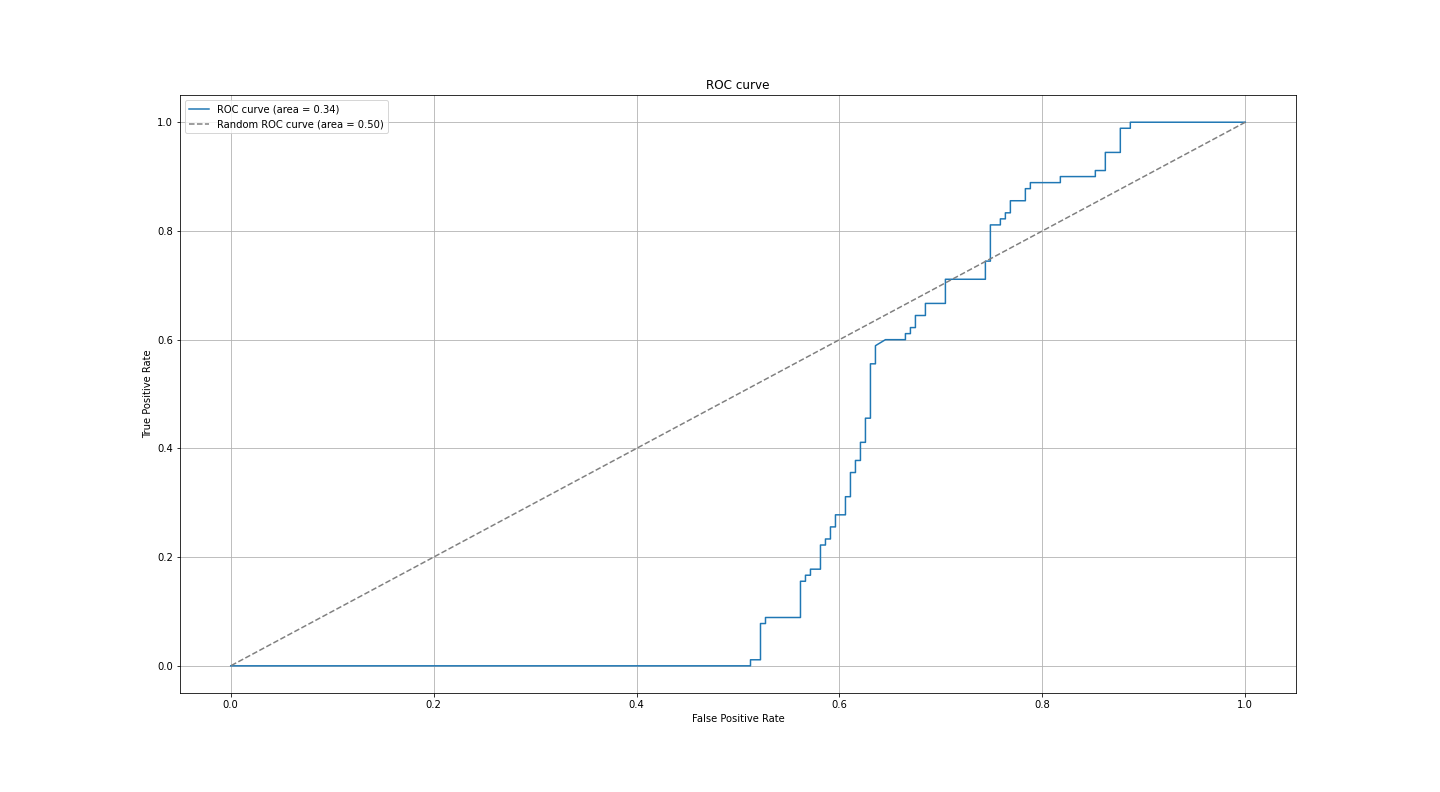 ROC curve
ROC curve (area = 0.34)
Random ROC curve (area = 0.50)
True Positive Rate
1.0
0.8
0.6
0.4
0.2
0.0
0.0 0.2 0.4 0.6 0.8 1.0
False Positive Rate